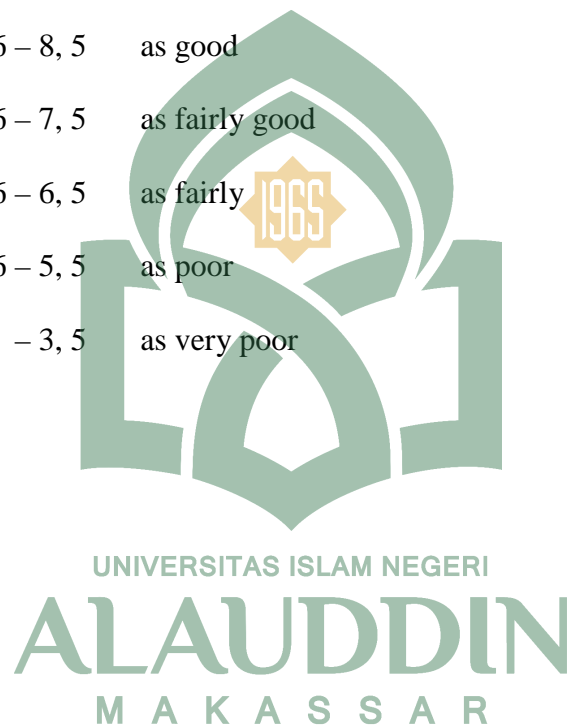 6 – 8, 5 as good
6 – 7, 5 as fairly good
6 – 6, 5 as fairly
1965
6 – 5, 5 as poor
– 3, 5 as very poor
UNIVERSITAS ISLAM NEGERI
ALAUDDIN
MAKASSAR